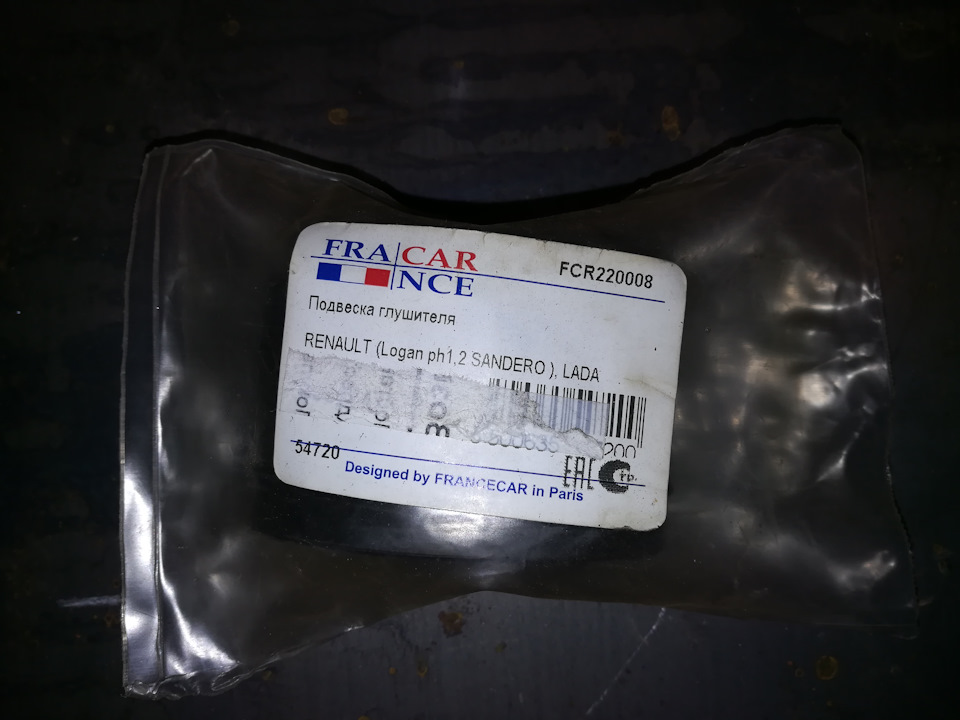 FRA CAR
NCE
FCR220008
Подвеска глушителя
RENAULT (Logan ph1,2 SANDERO ), LADA
200
54720
EAC
Designed by FRANCECAR in Paris